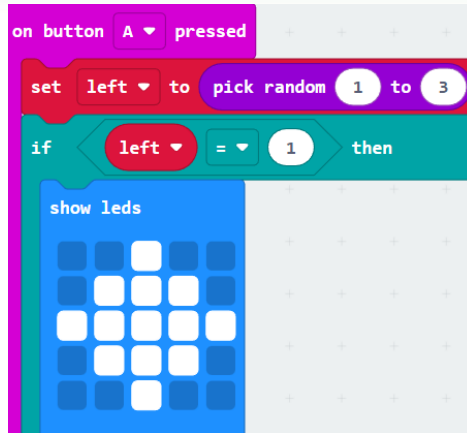 on button A pressed
set left to pick random 1 to 3
if left = 1 then
show leds